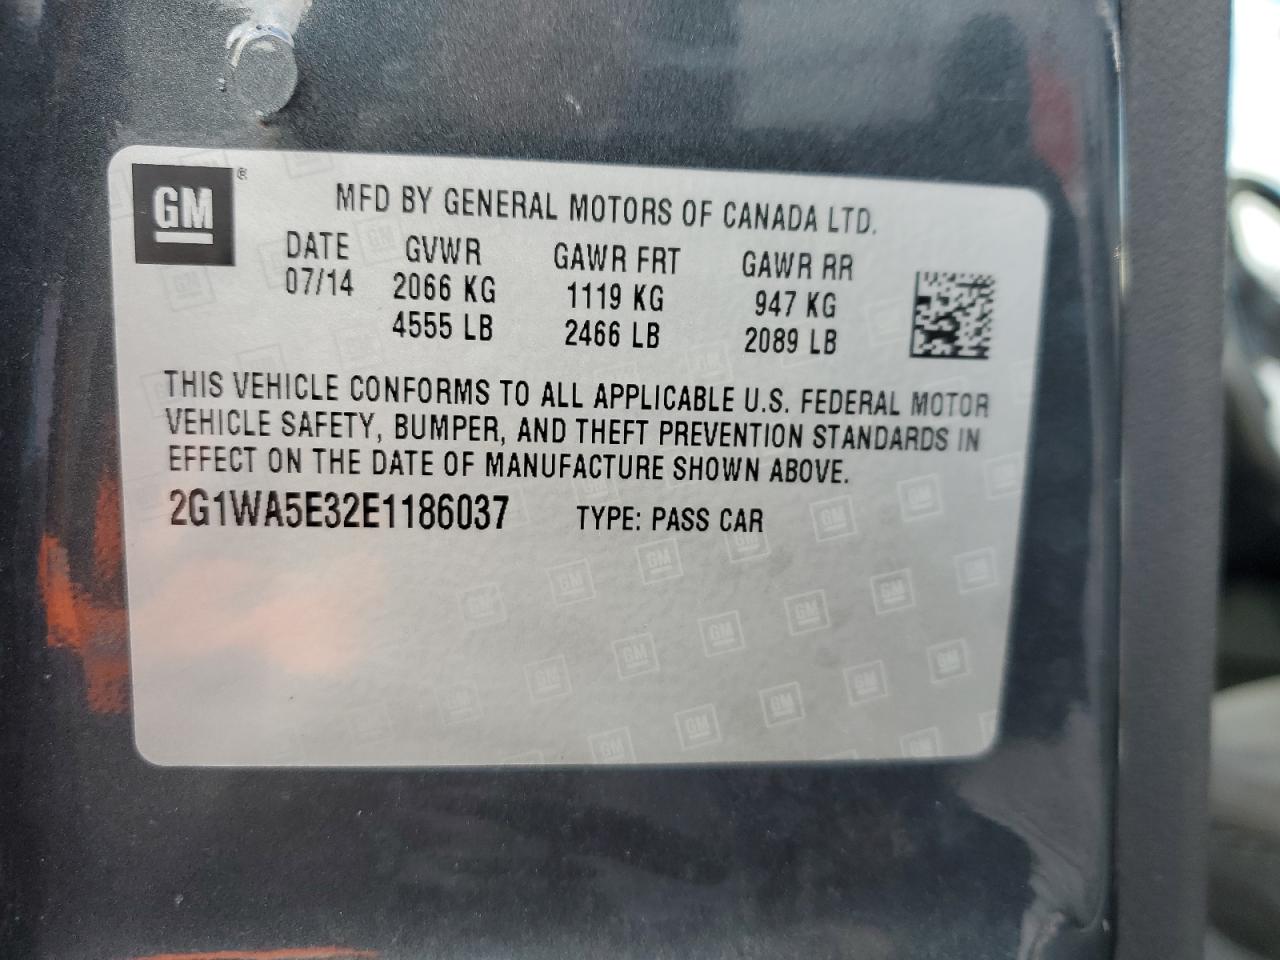 GM ®
MFD BY GENERAL MOTORS OF CANADA LTD.
DATE GVWR GAWR FRT GAWR RR
07/14 2066 KG 1119 KG 947 KG
4555 LB 2466 LB 2089 LB
THIS VEHICLE CONFORMS TO ALL APPLICABLE U.S. FEDERAL MOTOR
VEHICLE SAFETY, BUMPER, AND THEFT PREVENTION STANDARDS IN
EFFECT ON THE DATE OF MANUFACTURE SHOWN ABOVE.
2G1WA5E32E1186037 TYPE: PASS CAR